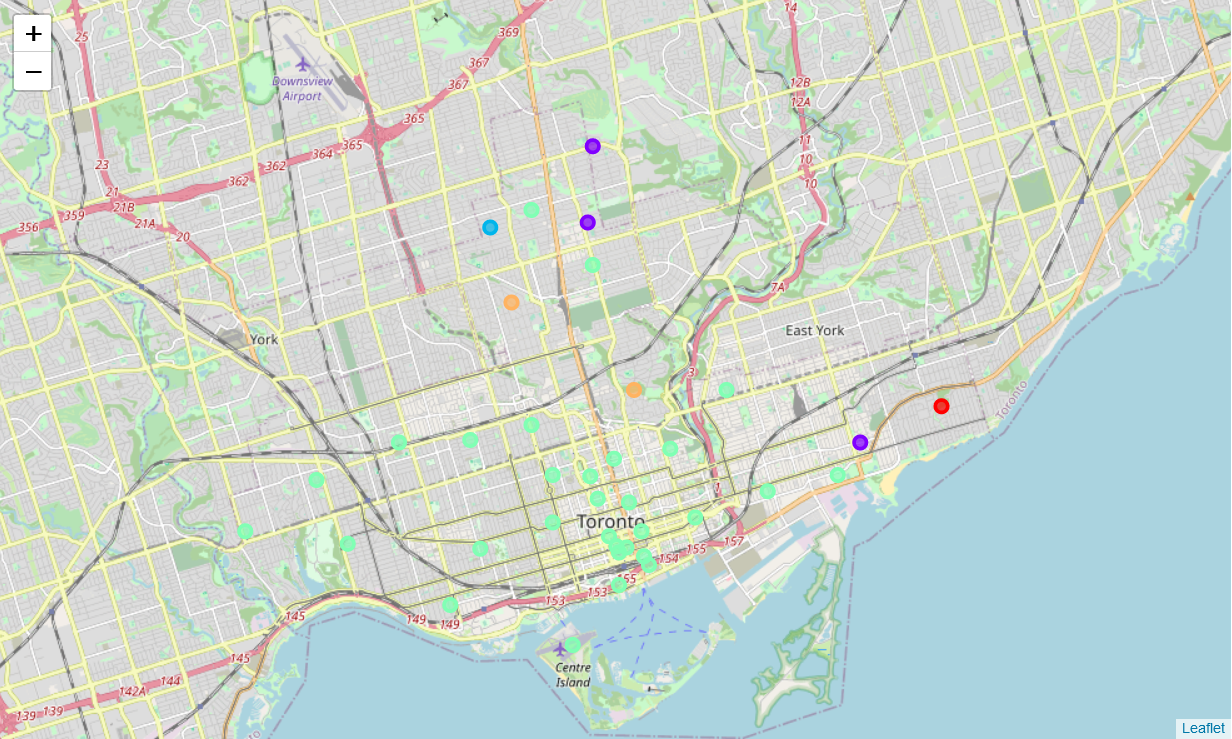 +
−
25
369
367
367
365
365
364
362
362
Downsview
Airport
14
12B
12A
11
10
10
23
21
21B
21A
20
359
356
7A
York
East York
3
Toronto
1
Toronto
157
155
154
155
153
153
149
149
145
145
144
142A
139
139
Centre
Island
Leaflet